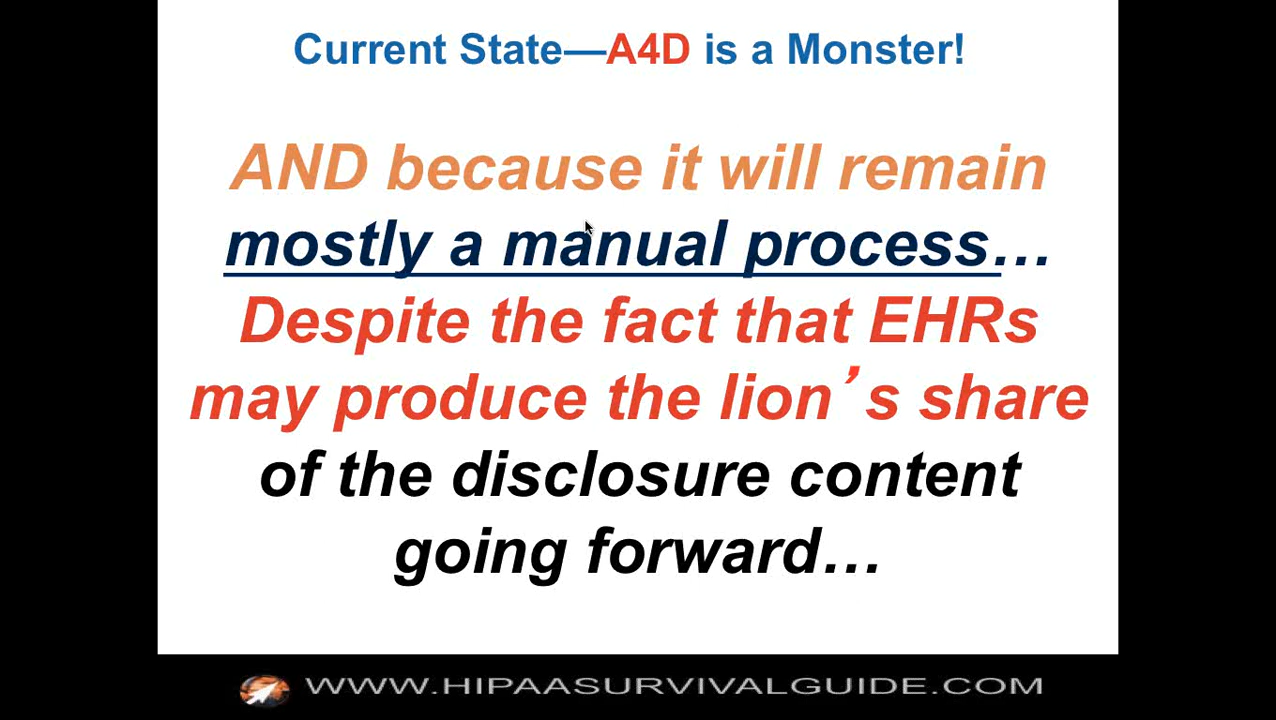 Current State—A4D is a Monster!
AND because it will remain
mostly a manual process…
Despite the fact that EHRs
may produce the lion’s share
of the disclosure content
going forward…
WWW.HIPAASURVIVALGUIDE.COM